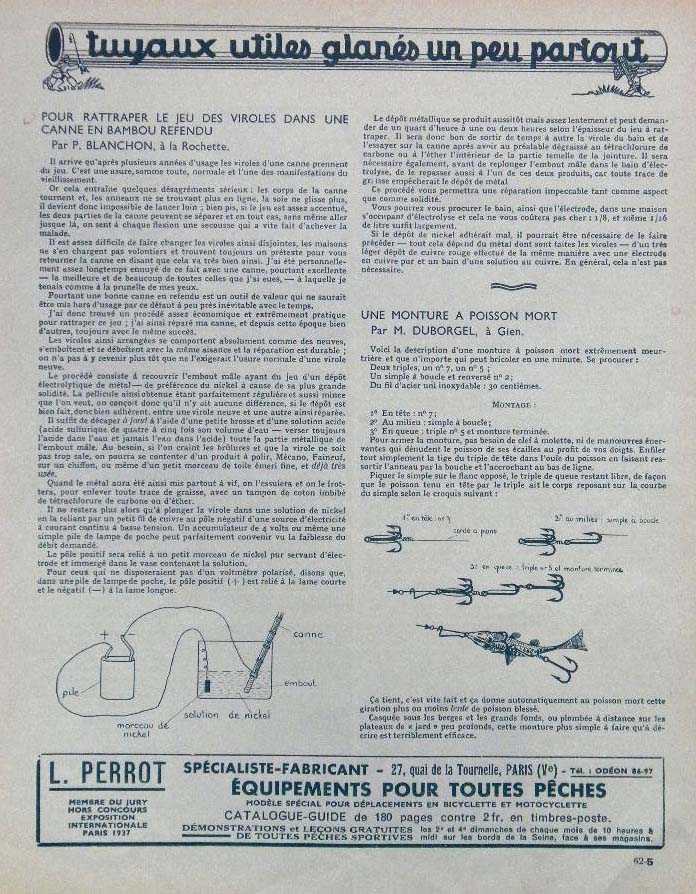 tuyaux utiles glanés un peu partout
POUR RATTRAPER LE JEU DES VIROLES DANS UNE
CANNE EN BAMBOU REFENDU
Par P. BLANCHON, à la Rochette.
Il arrive qu'après plusieurs années d'usage les viroles d'une canne prennent
du jeu. C'est une usure, somme toute, normale et l'une des manifestations du
vieillissement.
Or cela entraîne quelques désagréments sérieux : les corps de la canne
tournent et, les anneaux ne se trouvant plus en ligne, la soie ne glisse plus,
il devient donc impossible de lancer loin ; bien pis, si le jeu est assez accentué,
les deux parties de la canne peuvent se séparer et en tout cas, sans même aller
jusque là, on sent à chaque flexion une secousse qui a vite fait d'achever la
malade.
Il est assez difficile de faire changer les viroles ainsi disjointes, les maisons
ne s'en chargent pas volontiers et trouvent toujours un prétexte pour vous
retourner la canne en disant que cela va très bien ainsi. J'ai été personnelle-
ment assez longtemps ennuyé de ce fait avec une canne, pourtant excellente
— la meilleure et de beaucoup de toutes celles que j'ai eues, — à laquelle je
tenais comme à la prunelle de mes yeux.
Pourtant une bonne canne en refendu est un outil de valeur qui ne saurait
être mis hors d'usage par ce défaut à peu près inévitable avec le temps.
J'ai donc trouvé un procédé assez économique et extrêmement pratique
pour rattraper ce jeu ; j'ai ainsi réparé ma canne, et depuis cette époque bien
d'autres, toujours avec le même succès.
Les viroles ainsi arrangées se comportent absolument comme des neuves,
s'emboîtent et se déboîtent avec la même aisance et la réparation est durable ;
on n'a pas à y revenir plus tôt que ne l'exigerait l'usure normale d'une virole
neuve.
Le procédé consiste à recouvrir l'embout mâle ayant du jeu d'un dépôt
électrolytique de métal — de préférence du nickel à cause de sa plus grande
solidité. La pellicule ainsi obtenue étant parfaitement régulière et aussi mince
que l'on veut, on conçoit donc qu'il n'y ait aucune différence, si le dépôt est
bien fait, donc bien adhérent, entre une virole neuve et une autre ainsi réparée.
Il suffit de décaper à fond à l'aide d'une petite brosse et d'une solution acide
(acide sulfurique de quatre à cinq fois son volume d'eau — verser toujours
l'acide dans l'eau et jamais l'eau dans l'acide) toute la partie métallique de
l'embout mâle. Au besoin, si l'on craint les brûlures et que la virole ne soit
pas trop sale, on pourra se contenter d'un produit à polir, Mécano, Faineuf,
sur un chiffon, ou même d'un petit morceau de toile émeri fine, et déjà très
usée.
Quand le métal aura été ainsi mis partout à vif, on l'essuiera et on le frot-
tera, pour enlever toute trace de graisse, avec un tampon de coton imbibé
de tétrachlorure de carbone ou d'éther.
Il ne restera plus alors qu'à plonger la virole dans une solution de nickel
en la reliant par un petit fil de cuivre au pôle négatif d'une source d'électricité
à courant continu à basse tension. Un accumulateur de 4 volts ou même une
simple pile de lampe de poche peut parfaitement convenir vu la faiblesse du
débit demandé.
Le pôle positif sera relié à un petit morceau de nickel pur servant d'élec-
trode et immergé dans le vase contenant la solution.
Pour ceux qui ne disposeraient pas d'un voltmètre polarisé, disons que,
dans une pile de lampe de poche, le pôle positif (+) est relié à la lame courte
et le négatif (—) à la lame longue.
+ −
canne
embout
pile
solution de nickel
morceau de
nickel
Le dépôt métallique se produit aussitôt mais assez lentement et peut deman-
der de un quart d'heure à une ou deux heures selon l'épaisseur du jeu à rat-
traper. Il sera donc bon de sortir de temps à autre la virole du bain et de
l'essayer sur la canne après avoir au préalable dégraissé au tétrachlorure de
carbone ou à l'éther l'intérieur de la partie femelle de la jointure. Il sera
nécessaire également, avant de replonger l'embout mâle dans le bain d'élec-
trolyse, de le repasser aussi à l'un de ces deux produits, car toute trace de
graisse empêcherait le dépôt de métal.
Ce procédé vous permettra une réparation impeccable tant comme aspect
que comme solidité.
Vous pourrez vous procurer le bain, ainsi que l'électrode, dans une maison
s'occupant d'électrolyse et cela ne vous coûtera pas cher : 1/8, et même 1/16
de litre suffit largement.
Si le dépôt de nickel adhérait mal, il pourrait être nécessaire de le faire
précéder — tout cela dépend du métal dont sont faites les viroles — d'un très
léger dépôt de cuivre rouge effectué de la même manière avec une électrode
en cuivre pur et un bain d'une solution au cuivre. En général, cela n'est pas
nécessaire.
UNE MONTURE A POISSON MORT
Par M. DUBORGEL, à Gien.
Voici la description d'une monture à poisson mort extrêmement meur-
trière et que n'importe qui peut bricoler en une minute. Se procurer :
Deux triples, un n° 7, un n° 5 ;
Un simple à boucle et renversé n° 2 ;
Du fil d'acier uni inoxydable : 30 centièmes.
MONTAGE :
1° En tête : n° 7 ;
2° Au milieu : simple à boucle ;
3° En queue : triple n° 5 et monture terminée.
Pour armer la monture, pas besoin de clef à molette, ni de manœuvres éner-
vantes qui dénudent le poisson de ses écailles au profit de vos doigts. Enfiler
tout simplement la tige du triple de tête dans l'ouïe du poisson en faisant res-
sortir l'anneau par la bouche et l'accrochant au bas de ligne.
Piquer le simple sur le flanc opposé, le triple de queue restant libre, de façon
que le poisson tenu en tête par le triple ait le corps reposant sur la courbe
du simple selon le croquis suivant :
1° en tête : n° 7
corde à piano
2° au milieu : simple à boucle
3° en queue : triple n° 5 et monture terminée
Ça tient, c'est vite fait et ça donne automatiquement au poisson mort cette
giration plus ou moins lente de poisson blessé.
Casquée sous les berges et les grands fonds, ou plombée à distance sur les
plateaux de « jard » peu profonds, cette monture plus simple à faire qu'à dé-
crire est terriblement efficace.
L. PERROT
MEMBRE DU JURY
HORS CONCOURS
EXPOSITION
INTERNATIONALE
PARIS 1937
SPÉCIALISTE-FABRICANT - 27, quai de la Tournelle, PARIS (Ve) - TÉL. : ODÉON 86-97
ÉQUIPEMENTS POUR TOUTES PÊCHES
MODÈLE SPÉCIAL POUR DÉPLACEMENTS EN BICYCLETTE ET MOTOCYCLETTE
CATALOGUE-GUIDE de 180 pages contre 2 fr. en timbres-poste.
DÉMONSTRATIONS et LEÇONS GRATUITES les 2e et 4e dimanches de chaque mois de 10 heures à
DE TOUTES PÊCHES SPORTIVES midi sur les bords de la Seine, face à ses magasins.
62-5